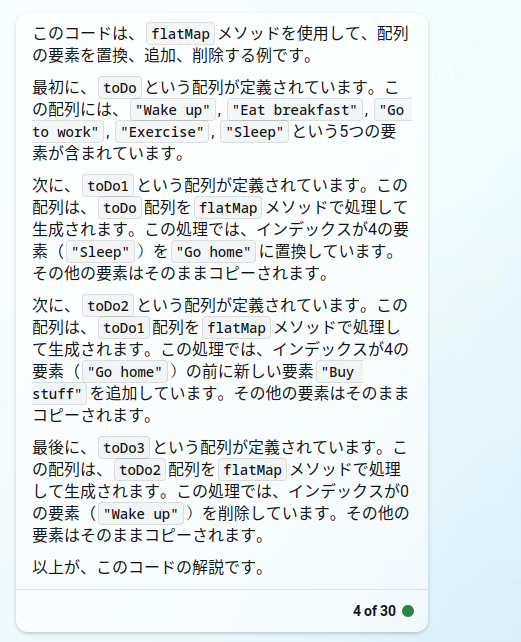 このコードは、 flatMap メソッドを使用して、配列
の要素を置換、追加、削除する例です。
最初に、 toDo という配列が定義されています。こ
の配列には、 "Wake up" , "Eat breakfast" , "Go
to work" , "Exercise" , "Sleep" という5つの要
素が含まれています。
次に、 toDo1 という配列が定義されています。この
配列は、 toDo 配列を flatMap メソッドで処理して
生成されます。この処理では、インデックスが4の要
素（ "Sleep" ）を "Go home" に置換しています。
その他の要素はそのままコピーされます。
次に、 toDo2 という配列が定義されています。この
配列は、 toDo1 配列を flatMap メソッドで処理し
て生成されます。この処理では、インデックスが4の
要素（ "Go home" ）の前に新しい要素 "Buy
stuff" を追加しています。その他の要素はそのまま
コピーされます。
最後に、 toDo3 という配列が定義されています。こ
の配列は、 toDo2 配列を flatMap メソッドで処理
して生成されます。この処理では、インデックスが0
の要素（ "Wake up" ）を削除しています。その他の
要素はそのままコピーされます。
以上が、このコードの解説です。
4 of 30